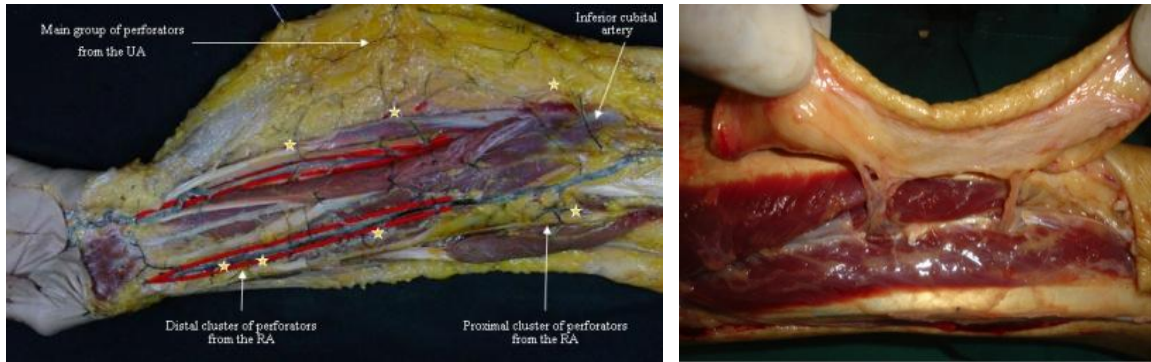 Main group of perforators
from the UA
Inferior cubital
artery
Distal cluster of perforators
from the RA
Proximal cluster of perforators
from the RA